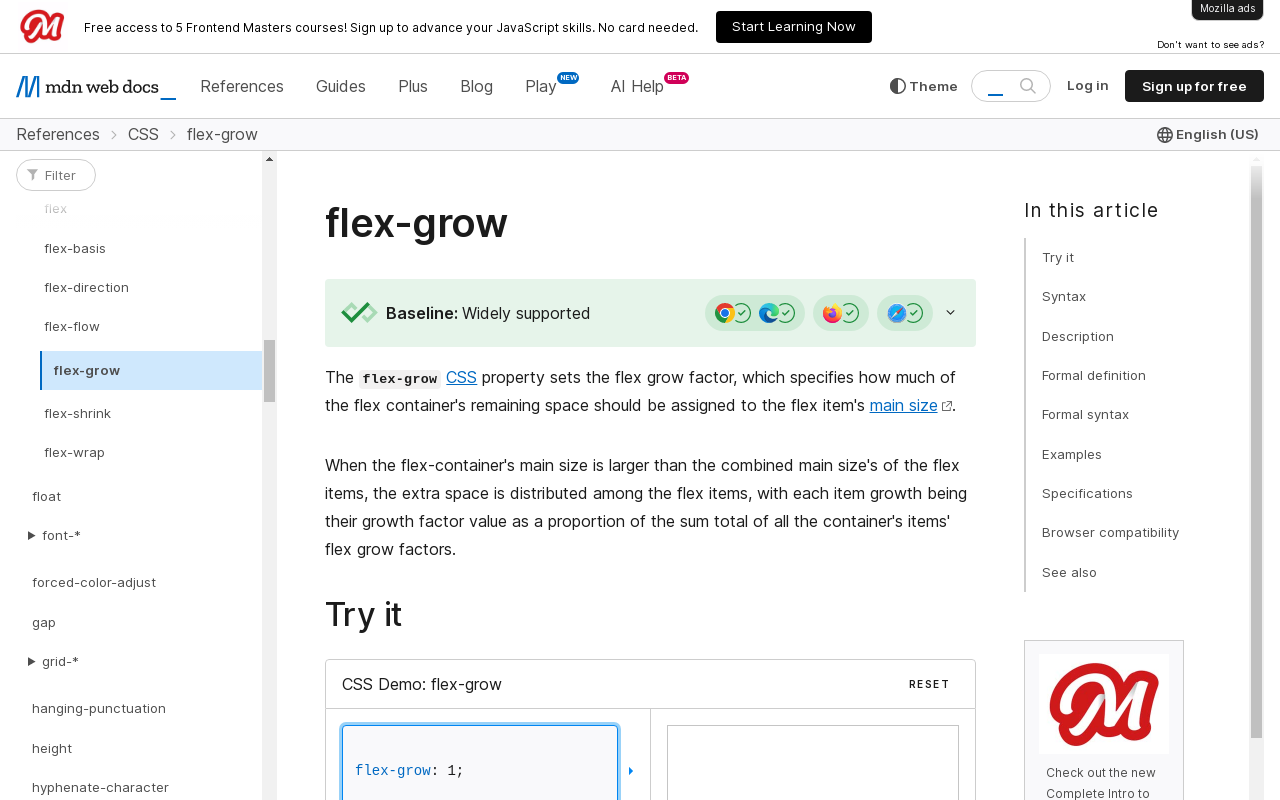 Free access to 5 Frontend Masters courses! Sign up to advance your JavaScript skills. No card needed.
Start Learning Now
Mozilla ads
Don't want to see ads?
mdn web docs_
References
Guides
Plus
Blog
Play NEW
AI Help BETA
Theme
Log in
Sign up for free
References
CSS
flex-grow
English (US)
Filter
flex
flex-basis
flex-direction
flex-flow
flex-grow
flex-shrink
flex-wrap
float
font-*
forced-color-adjust
gap
grid-*
hanging-punctuation
height
hyphenate-character
flex-grow
Baseline: Widely supported
The flex-grow CSS property sets the flex grow factor, which specifies how much of
the flex container's remaining space should be assigned to the flex item's main size.
When the flex-container's main size is larger than the combined main size's of the flex
items, the extra space is distributed among the flex items, with each item growth being
their growth factor value as a proportion of the sum total of all the container's items'
flex grow factors.
Try it
CSS Demo: flex-grow
RESET
flex-grow: 1;
In this article
Try it
Syntax
Description
Formal definition
Formal syntax
Examples
Specifications
Browser compatibility
See also
Check out the new
Complete Intro to